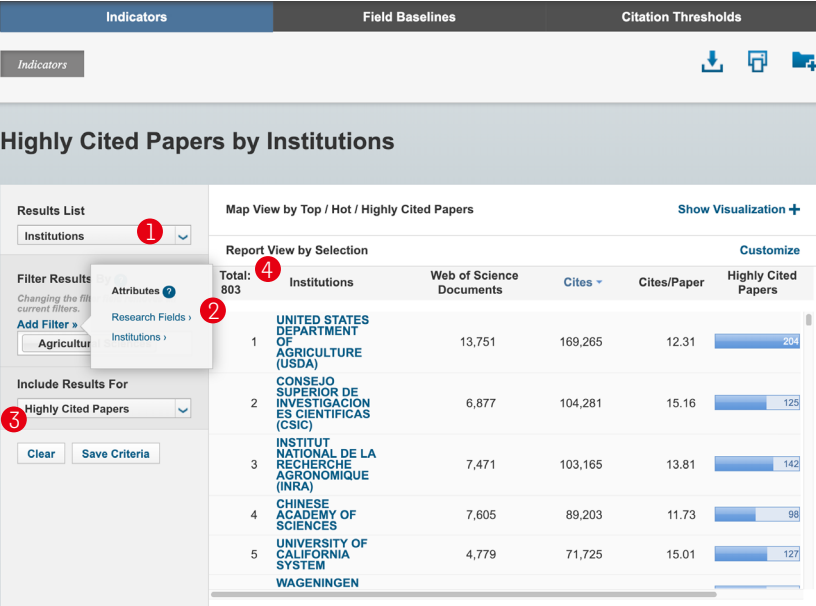 Indicators
Field Baselines
Citation Thresholds
Indicators
Highly Cited Papers by Institutions
Results List
1
Institutions
Filter Results By
Changing the
current filters.
Add Filter »
Attributes ?
Research Fields ›
2
Institutions ›
Include Results For
Highly Cited Papers
3
Clear
Save Criteria
Map View by Top / Hot / Highly Cited Papers
Show Visualization +
Report View by Selection
Customize
4
Total:
803
Institutions
Web of Science
Documents
Cites
Cites/Paper
Highly Cited
Papers
1
UNITED STATES
DEPARTMENT
OF
AGRICULTURE
(USDA)
13,751
169,265
12.31
204
2
CONSEJO
SUPERIOR DE
INVESTIGACION
ES CIENTIFICAS
(CSIC)
6,877
104,281
15.16
125
3
INSTITUT
NATIONAL DE LA
RECHERCHE
AGRONOMIQUE
(INRA)
7,471
103,165
13.81
142
4
CHINESE
ACADEMY OF
SCIENCES
7,605
89,203
11.73
98
5
UNIVERSITY OF
CALIFORNIA
SYSTEM
4,779
71,725
15.01
127
WAGENINGEN